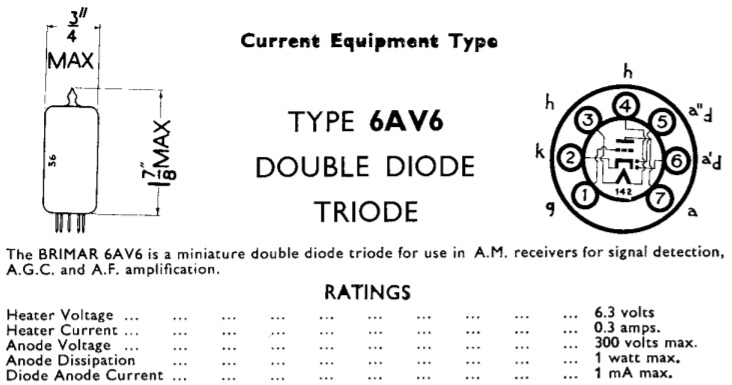 3/4"
MAX
Current Equipment Type
TYPE 6AV6
DOUBLE DIODE
TRIODE
36
1 7/8" MAX
h
h
a"d
k
a'd
g
a
3
4
5
2
6
1
7
142
The BRIMAR 6AV6 is a miniature double diode triode for use in A.M. receivers for signal detection,
A.G.C. and A.F. amplification.
RATINGS
Heater Voltage ... ... ... ... ... ... ... ... ... ... 6.3 volts
Heater Current ... ... ... ... ... ... ... ... ... ... 0.3 amps.
Anode Voltage ... ... ... ... ... ... ... ... ... ... 300 volts max.
Anode Dissipation ... ... ... ... ... ... ... ... ... 1 watt max.
Diode Anode Current ... ... ... ... ... ... ... ... ... 1 mA max.